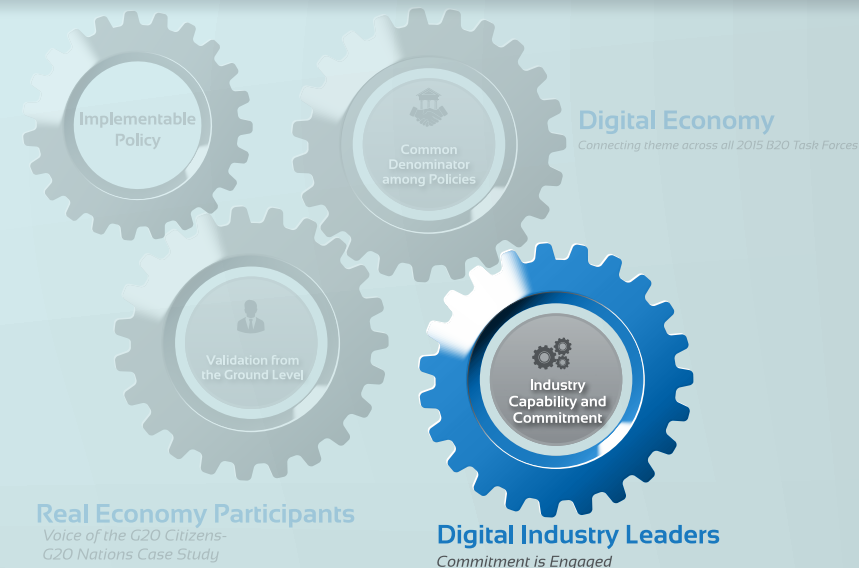 Implementable
Policy
Common
Denominator
among Policies
Digital Economy
Connecting theme across all 2015 B20 Task Forces
Validation from
the Ground Level
Industry
Capability and
Commitment
Real Economy Participants
Voice of the G20 Citizens-
G20 Nations Case Study
Digital Industry Leaders
Commitment is Engaged